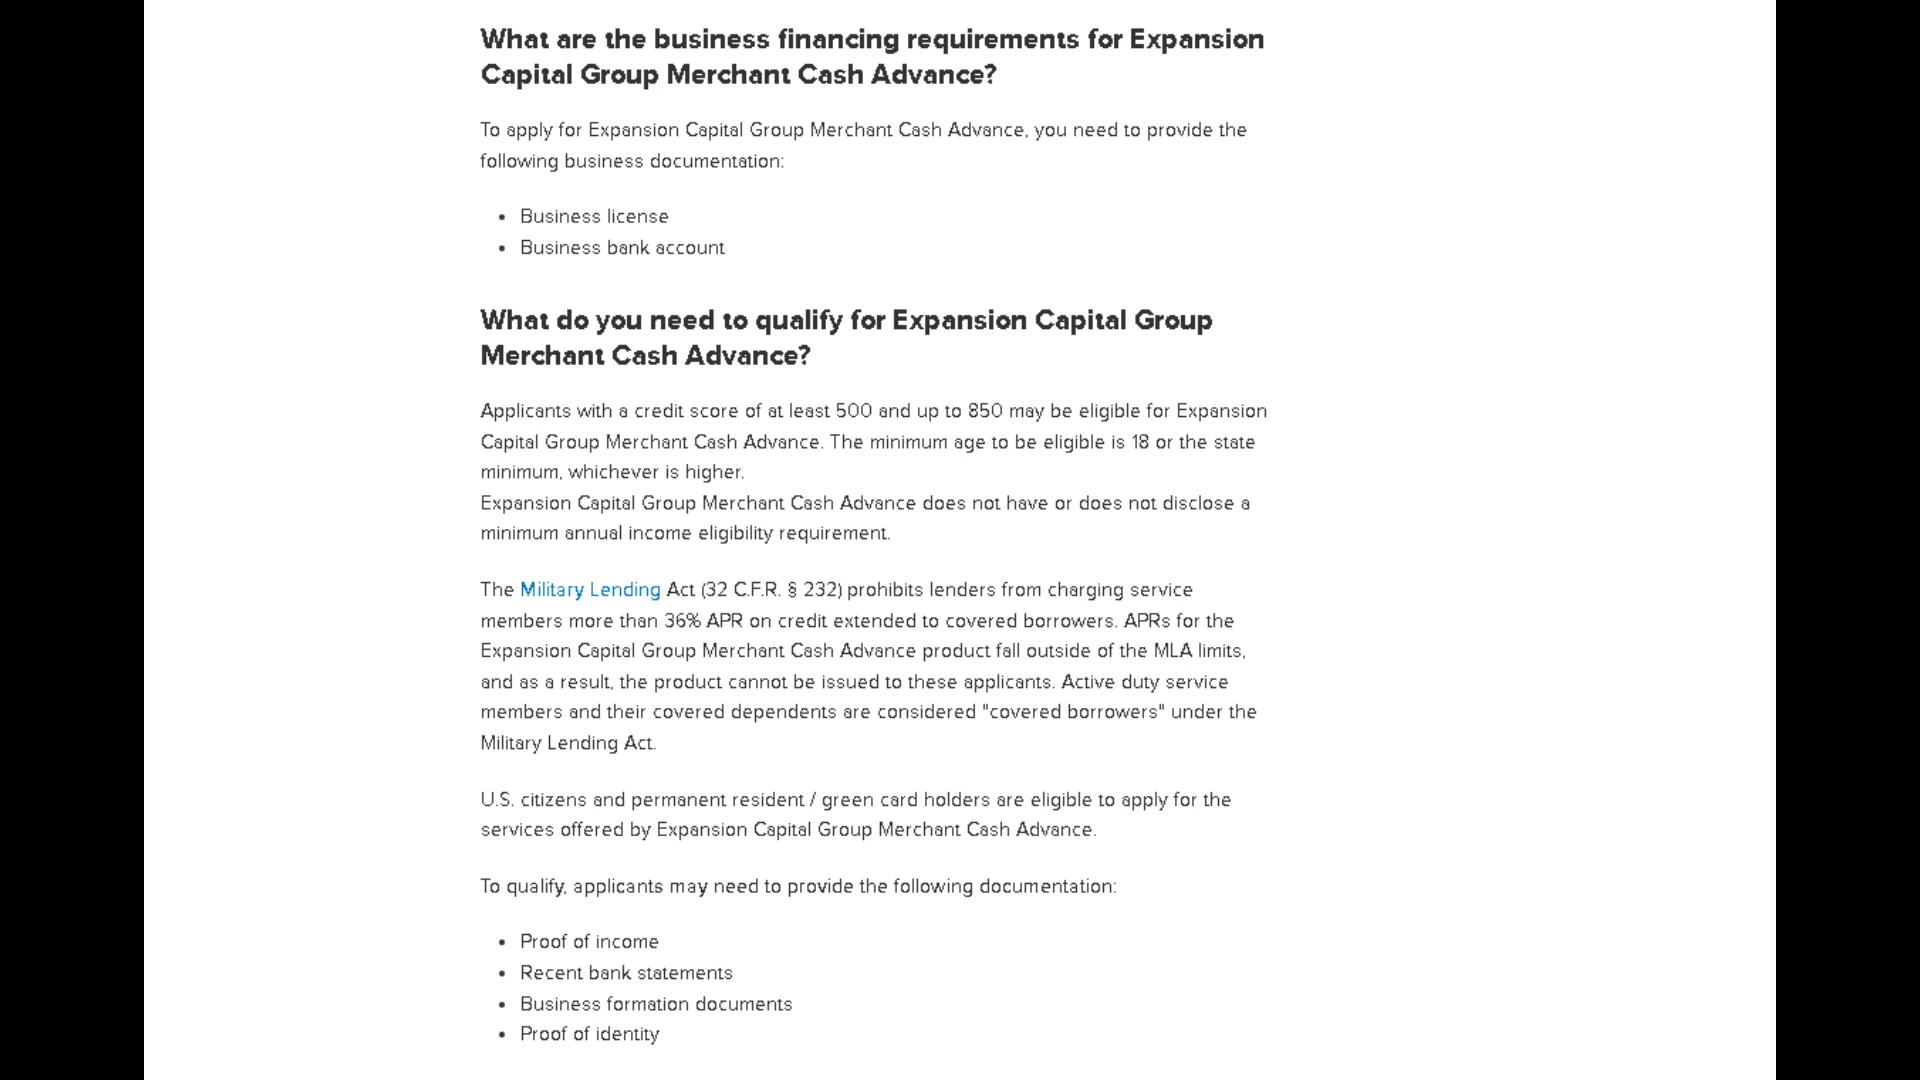 What are the business financing requirements for Expansion
Capital Group Merchant Cash Advance?
To apply for Expansion Capital Group Merchant Cash Advance, you need to provide the
following business documentation:
• Business license
• Business bank account
What do you need to qualify for Expansion Capital Group
Merchant Cash Advance?
Applicants with a credit score of at least 500 and up to 850 may be eligible for Expansion
Capital Group Merchant Cash Advance. The minimum age to be eligible is 18 or the state
minimum, whichever is higher.
Expansion Capital Group Merchant Cash Advance does not have or does not disclose a
minimum annual income eligibility requirement.
The Military Lending Act (32 C.F.R. § 232) prohibits lenders from charging service
members more than 36% APR on credit extended to covered borrowers. APRs for the
Expansion Capital Group Merchant Cash Advance product fall outside of the MLA limits,
and as a result, the product cannot be issued to these applicants. Active duty service
members and their covered dependents are considered "covered borrowers" under the
Military Lending Act.
U.S. citizens and permanent resident / green card holders are eligible to apply for the
services offered by Expansion Capital Group Merchant Cash Advance.
To qualify, applicants may need to provide the following documentation:
• Proof of income
• Recent bank statements
• Business formation documents
• Proof of identity